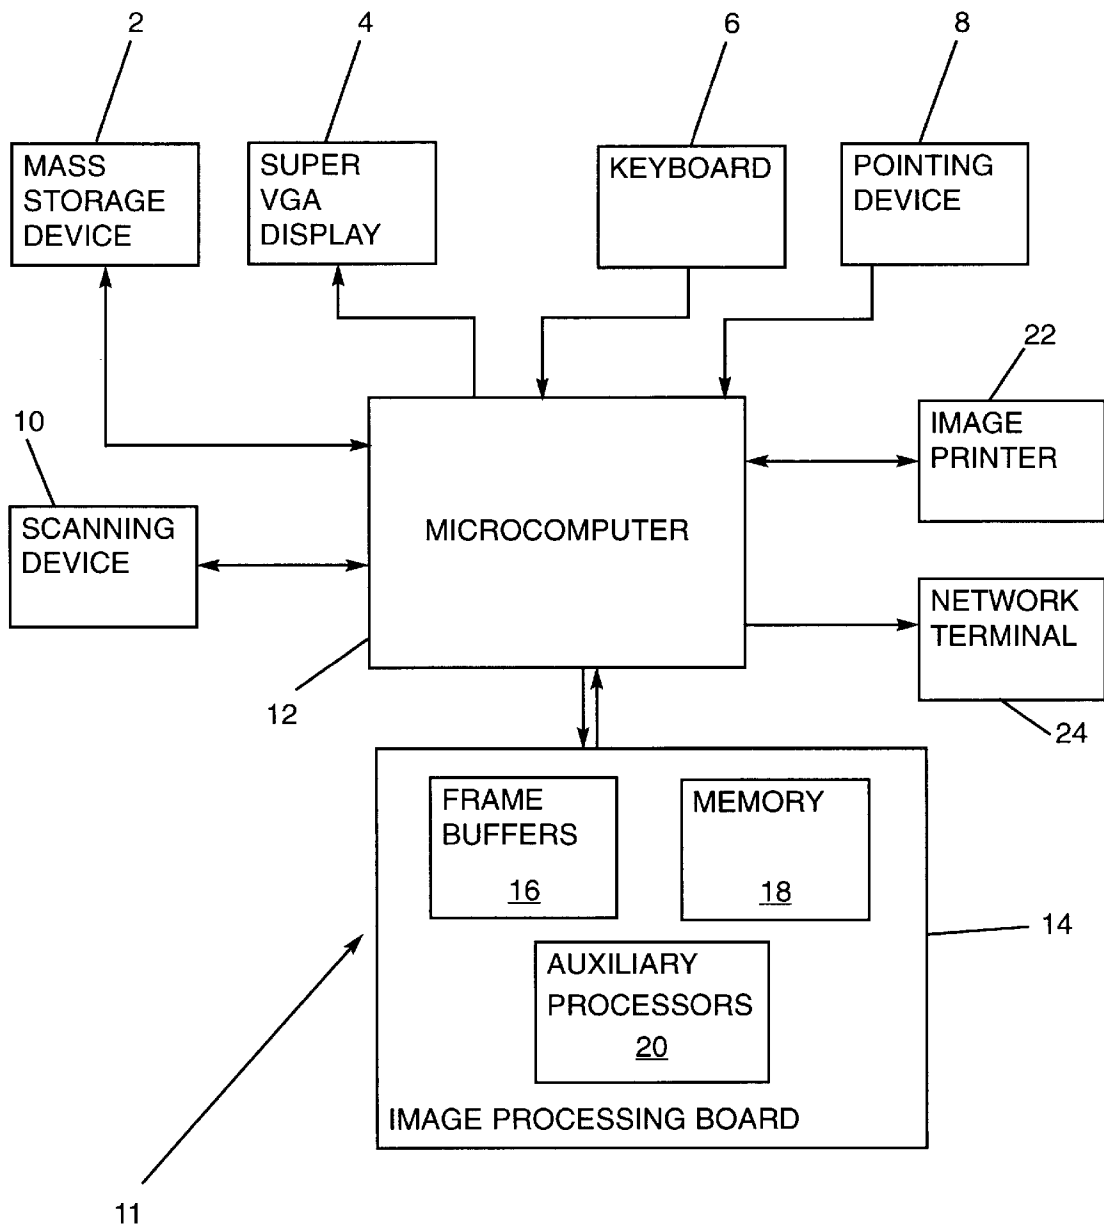 2
4
6
8
MASS
STORAGE
DEVICE
SUPER
VGA
DISPLAY
KEYBOARD
POINTING
DEVICE
22
10
IMAGE
PRINTER
SCANNING
DEVICE
MICROCOMPUTER
NETWORK
TERMINAL
12
24
FRAME
BUFFERS
16
MEMORY
18
14
AUXILIARY
PROCESSORS
20
IMAGE PROCESSING BOARD
11